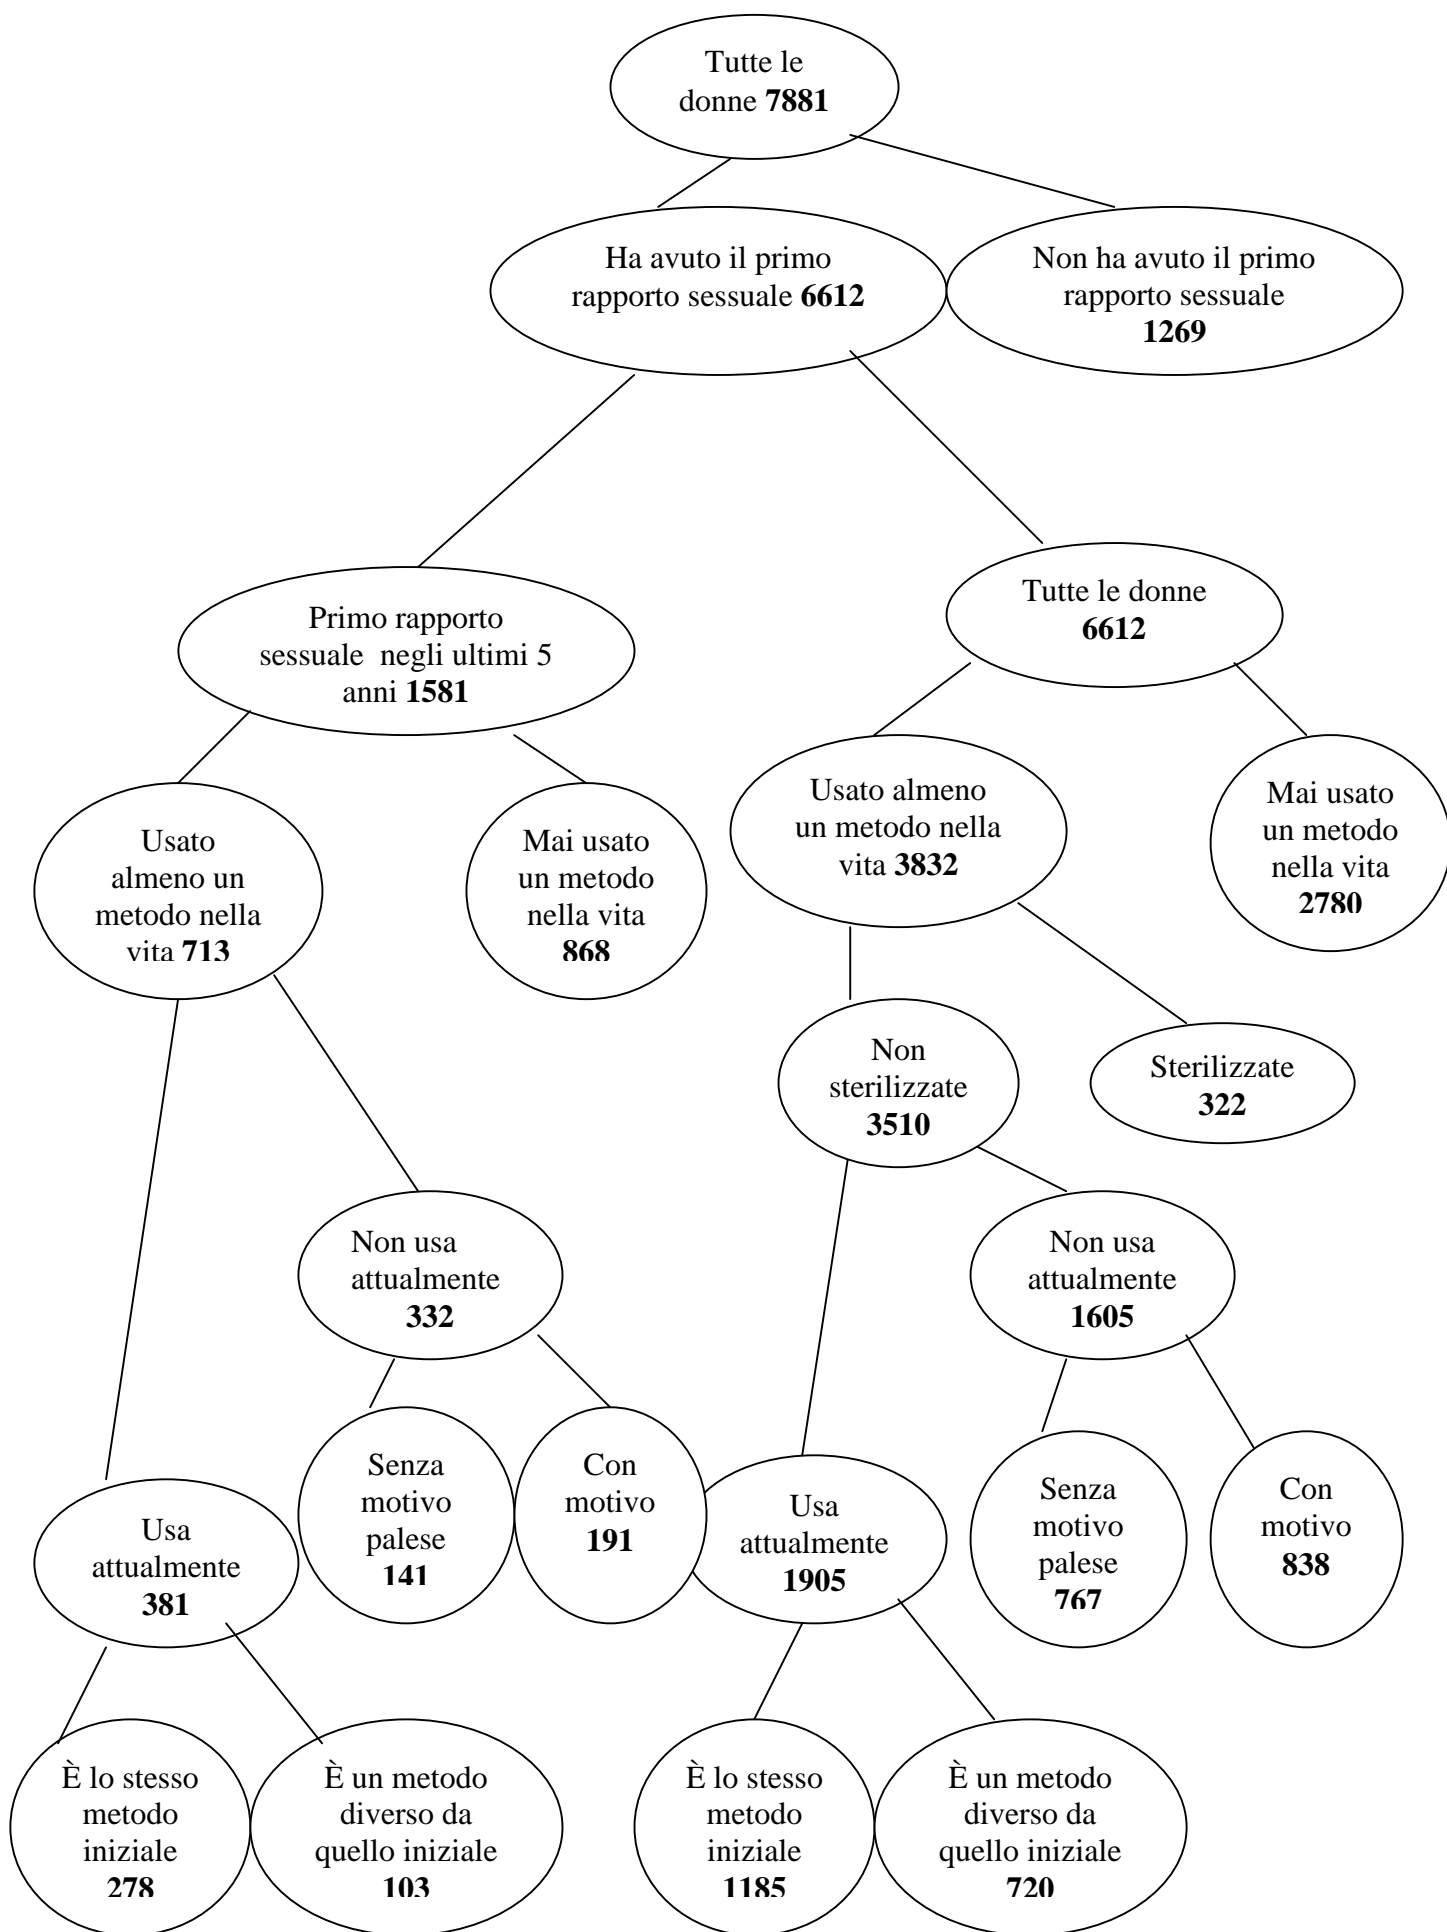 Tutte le
donne 7881
Ha avuto il primo
rapporto sessuale 6612
Non ha avuto il primo
rapporto sessuale
1269
Primo rapporto
sessuale negli ultimi 5
anni 1581
Tutte le donne
6612
Usato
almeno un
metodo nella
vita 713
Mai usato
un metodo
nella vita
868
Usato almeno
un metodo nella
vita 3832
Mai usato
un metodo
nella vita
2780
Non
sterilizzate
3510
Sterilizzate
322
Non usa
attualmente
332
Non usa
attualmente
1605
Usa
attualmente
381
Senza
motivo
palese
141
Con
motivo
191
Usa
attualmente
1905
Senza
motivo
palese
767
Con
motivo
838
È lo stesso
metodo
iniziale
278
È un metodo
diverso da
quello iniziale
103
È lo stesso
metodo
iniziale
1185
È un metodo
diverso da
quello iniziale
720